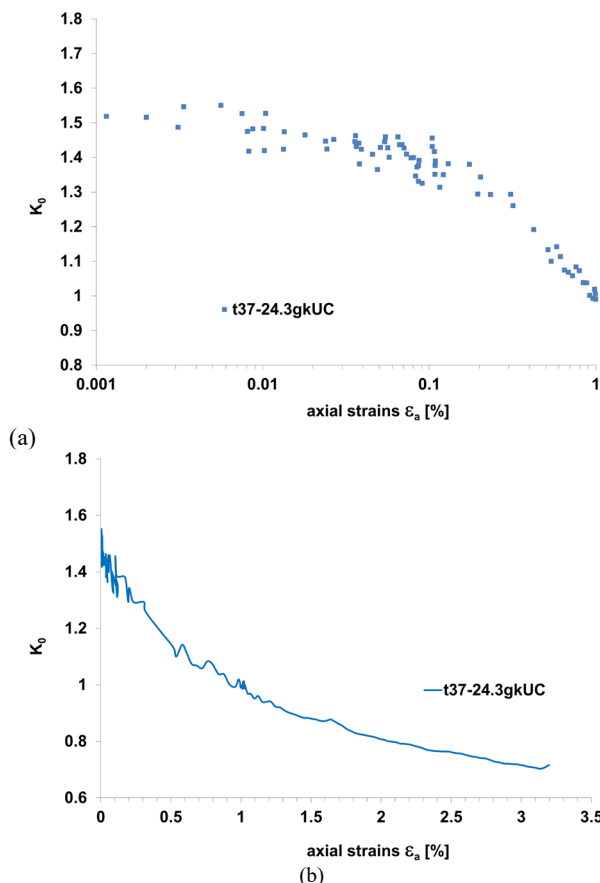 1.8
1.7
1.6
1.5
1.4
1.3
1.2
1.1
1
0.9
0.8
K0
t37-24.3gkUC
0.001 0.01 0.1 1
axial strains εa [%]
(a)
1.8
1.6
1.4
1.2
1
0.8
0.6
K0
t37-24.3gkUC
0 0.5 1 1.5 2 2.5 3 3.5
axial strains εa [%]
(b)